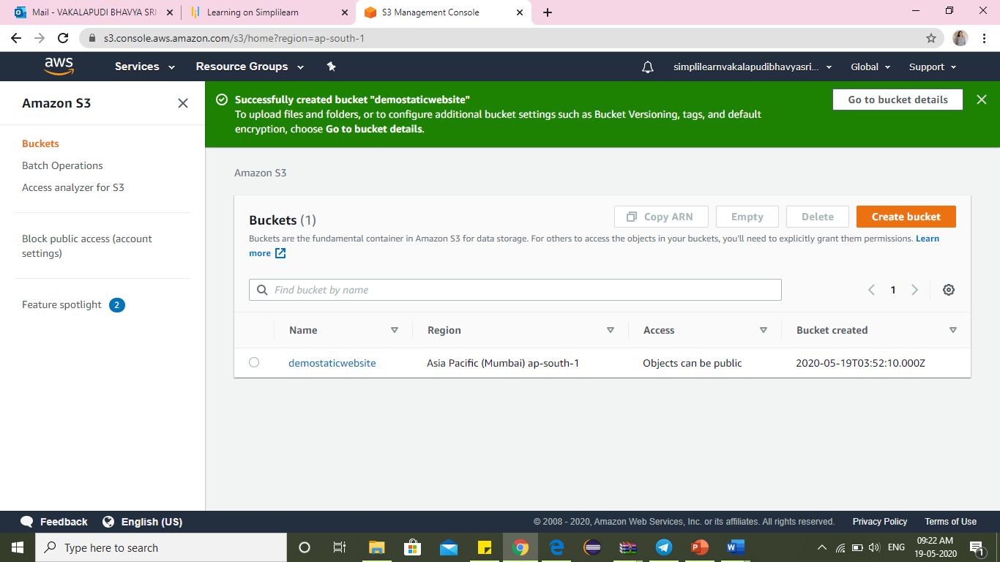 Mail - VAKALAPUDI BHAVYA SRI
Learning on Simplilearn
S3 Management Console
s3.console.aws.amazon.com/s3/home?region=ap-south-1
aws
Services
Resource Groups
simplilearnvakalapudibhavyasri...
Global
Support
Amazon S3
Buckets
Batch Operations
Access analyzer for S3
Block public access (account
settings)
Feature spotlight 2
Successfully created bucket "demostaticwebsite"
To upload files and folders, or to configure additional bucket settings such as Bucket Versioning, tags, and default
encryption, choose Go to bucket details.
Go to bucket details
Amazon S3
Buckets (1)
Copy ARN
Empty
Delete
Create bucket
Buckets are the fundamental container in Amazon S3 for data storage. For others to access the objects in your buckets, you'll need to explicitly grant them permissions. Learn
more
Find bucket by name
1
Name Region Access Bucket created
demostaticwebsite Asia Pacific (Mumbai) ap-south-1 Objects can be public 2020-05-19T03:52:10.000Z
Feedback
English (US)
© 2008 - 2020, Amazon Web Services, Inc. or its affiliates. All rights reserved.
Privacy Policy
Terms of Use
Type here to search
ENG
09:22 AM
19-05-2020
1